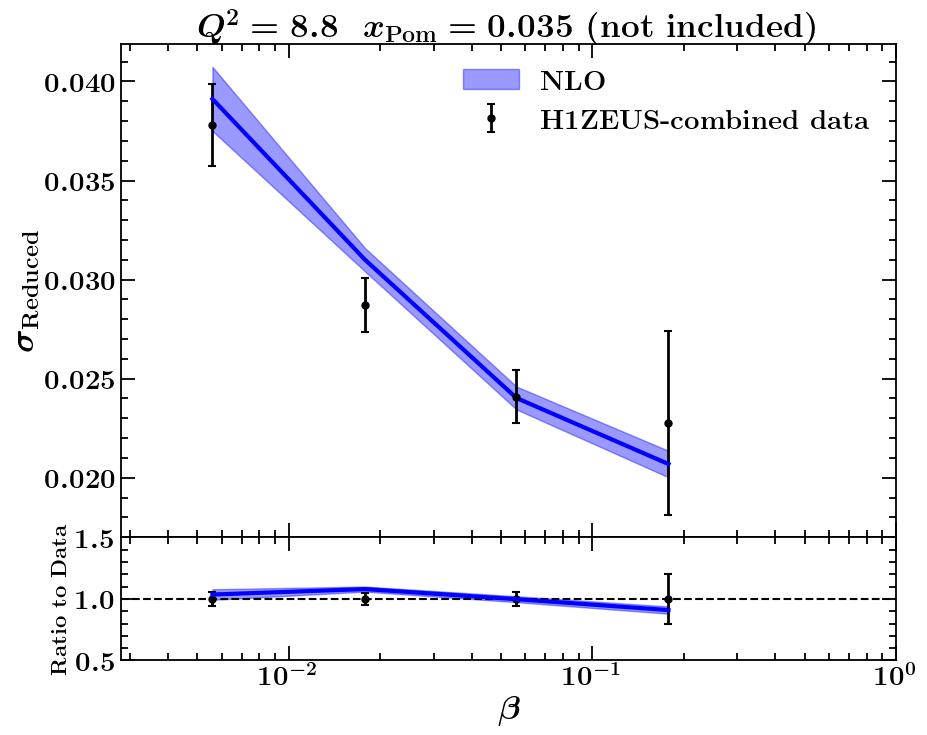 Q² = 8.8 x_Pom = 0.035 (not included)
NLO
H1ZEUS-combined data
σ_Reduced
0.040
0.035
0.030
0.025
0.020
Ratio to Data
1.5
1.0
0.5
10⁻² 10⁻¹ 10⁰
β